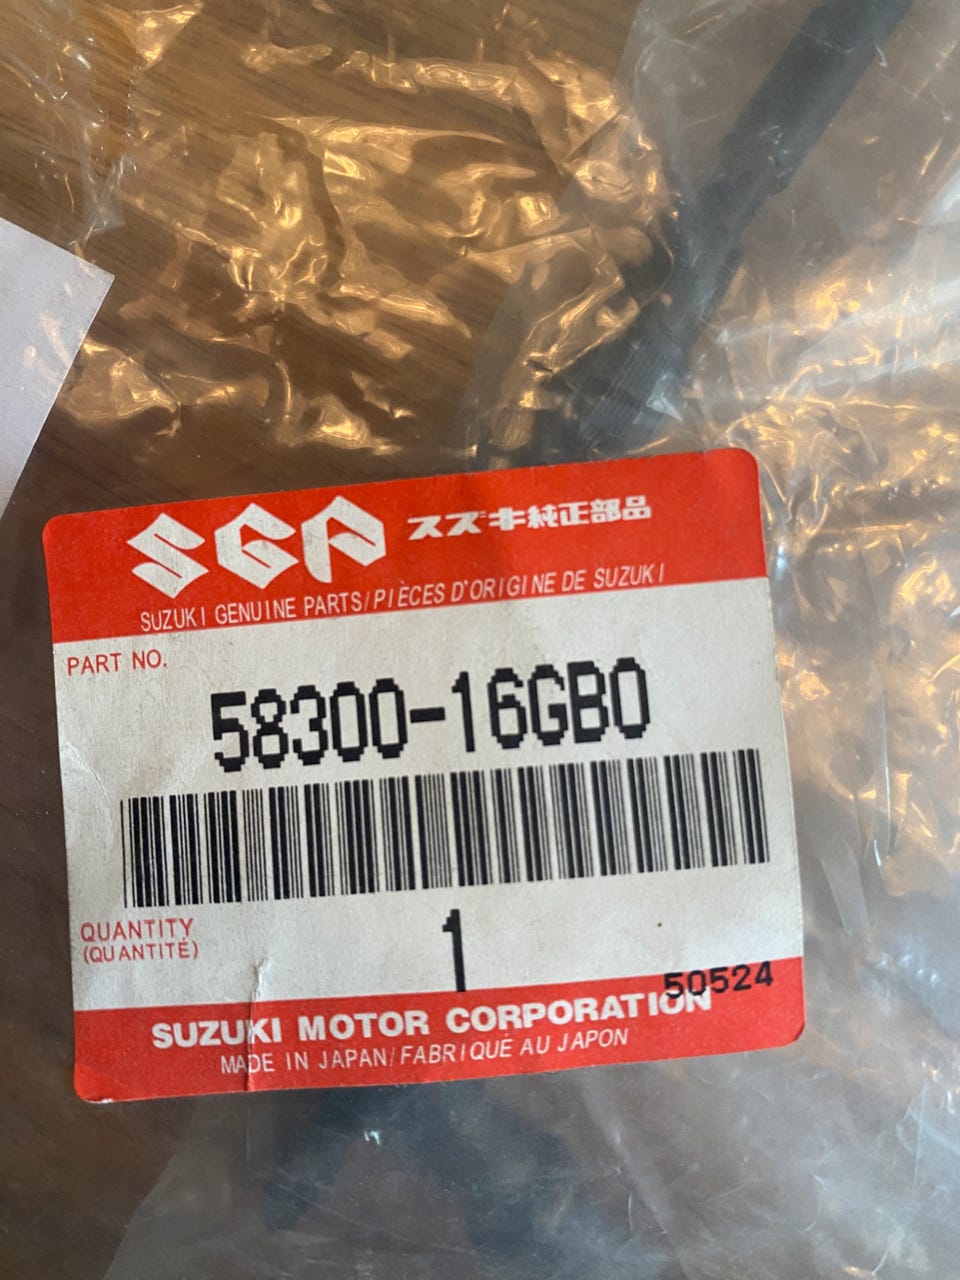 SGP スズキ純正部品
SUZUKI GENUINE PARTS/PIÈCES D'ORIGINE DE SUZUKI
PART NO.
58300-16GB0
QUANTITY
(QUANTITÉ)
1
50524
SUZUKI MOTOR CORPORATION
MADE IN JAPAN/FABRIQUÉ AU JAPON